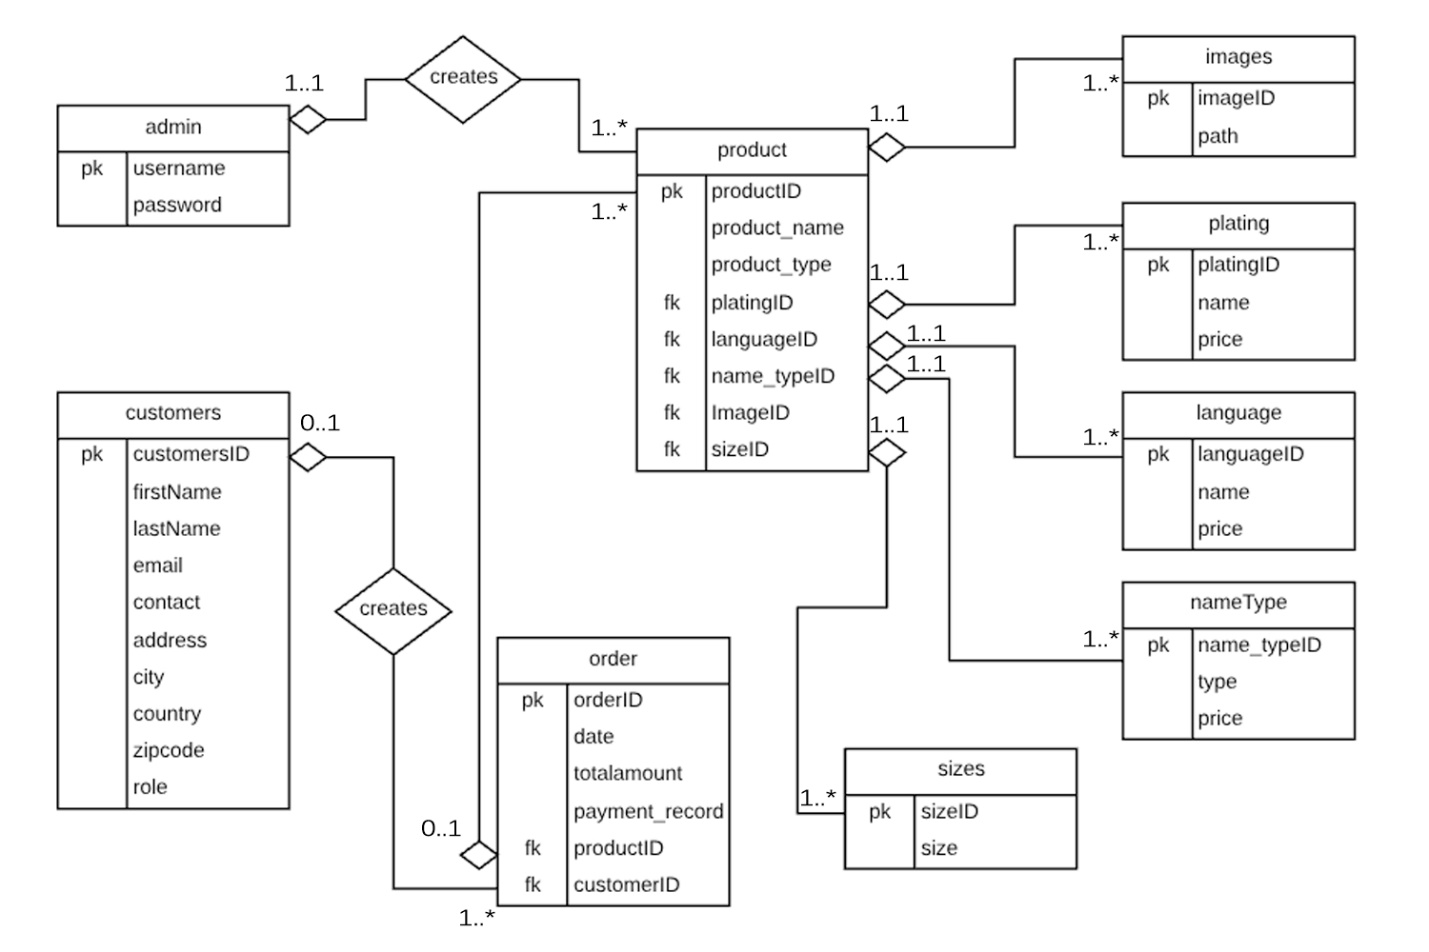 creates
1..1
1..*
admin
pk username
password
product
pk productID
product_name
product_type
fk platingID
fk languageID
fk name_typeID
fk ImageID
fk sizeID
1..*
1..1
1..1
1..1
1..1
1..1
images
1..*
pk imageID
path
plating
1..*
pk platingID
name
price
language
1..*
pk languageID
name
price
nameType
1..*
pk name_typeID
type
price
customers
0..1
pk customersID
firstName
lastName
email
contact
address
city
country
zipcode
role
creates
order
pk orderID
date
totalamount
payment_record
fk productID
fk customerID
0..1
1..*
sizes
1..*
pk sizeID
size